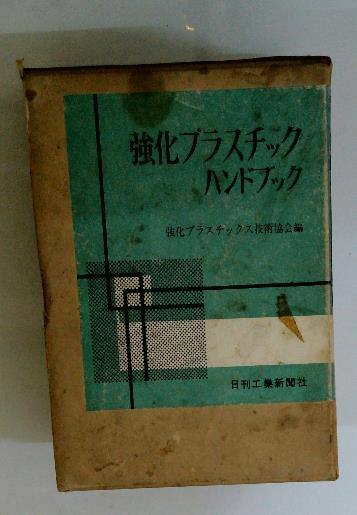 強化プラスチック
ハンドブック
強化プラスチックス技術協会編
日刊工業新聞社